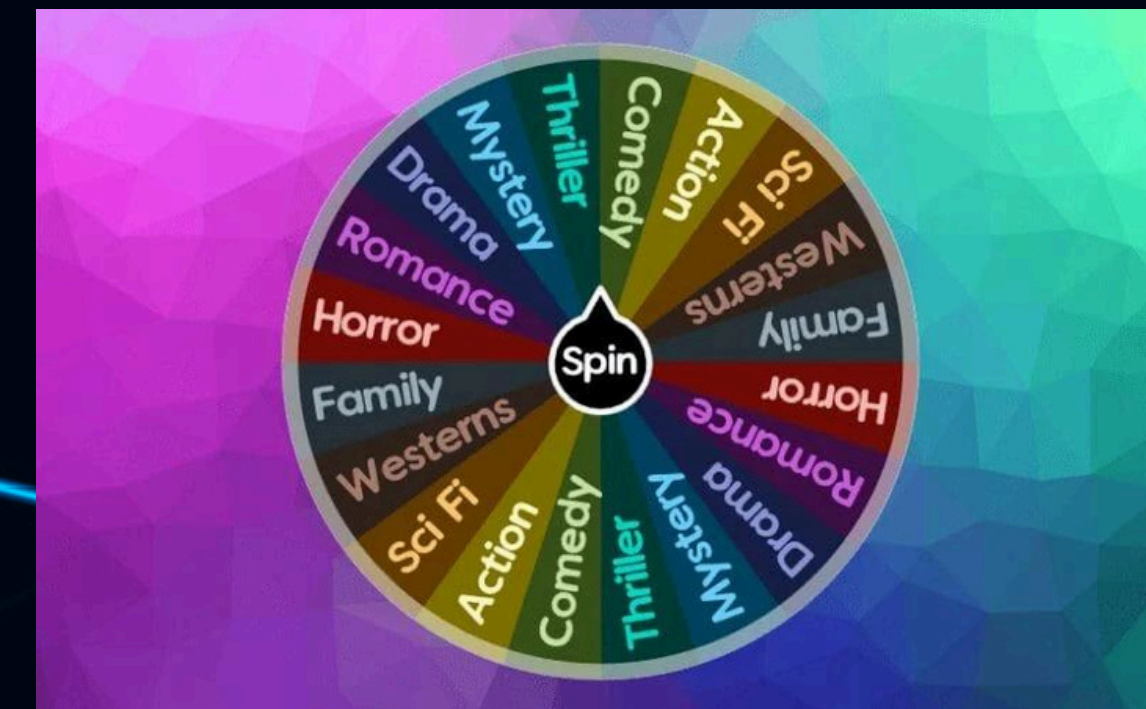 Comedy
Action
Sci Fi
Westerns
Family
Horror
Romance
Drama
Mystery
Thriller
Comedy
Action
Sci Fi
Westerns
Family
Horror
Romance
Drama
Mystery
Thriller
Spin